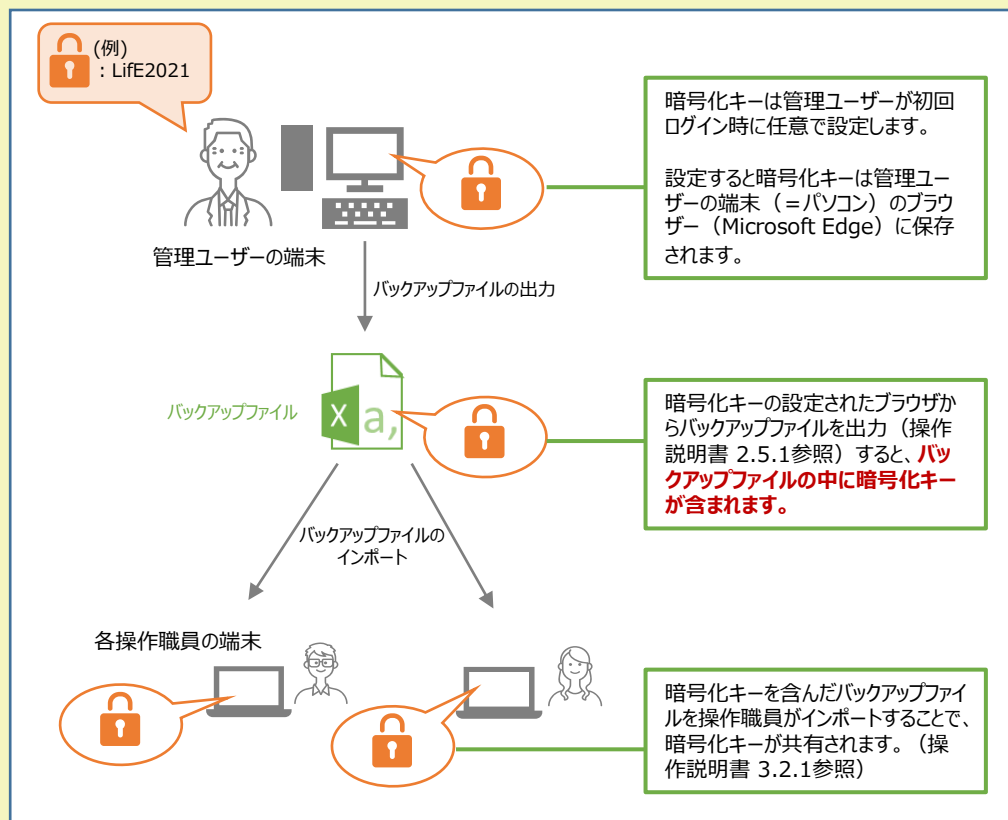 (例)
：LifE2021
暗号化キーは管理ユーザーが初回
ログイン時に任意で設定します。
設定すると暗号化キーは管理ユー
ザーの端末（＝パソコン）のブラウ
ザー（Microsoft Edge）に保存
されます。
管理ユーザーの端末
バックアップファイルの出力
バックアップファイル
X a,
暗号化キーの設定されたブラウザか
らバックアップファイルを出力（操作
説明書 2.5.1参照）すると、バッ
クアップファイルの中に暗号化キー
が含まれます。
バックアップファイルの
インポート
各操作職員の端末
暗号化キーを含んだバックアップファイ
ルを操作職員がインポートすることで、
暗号化キーが共有されます。（操
作説明書 3.2.1参照）